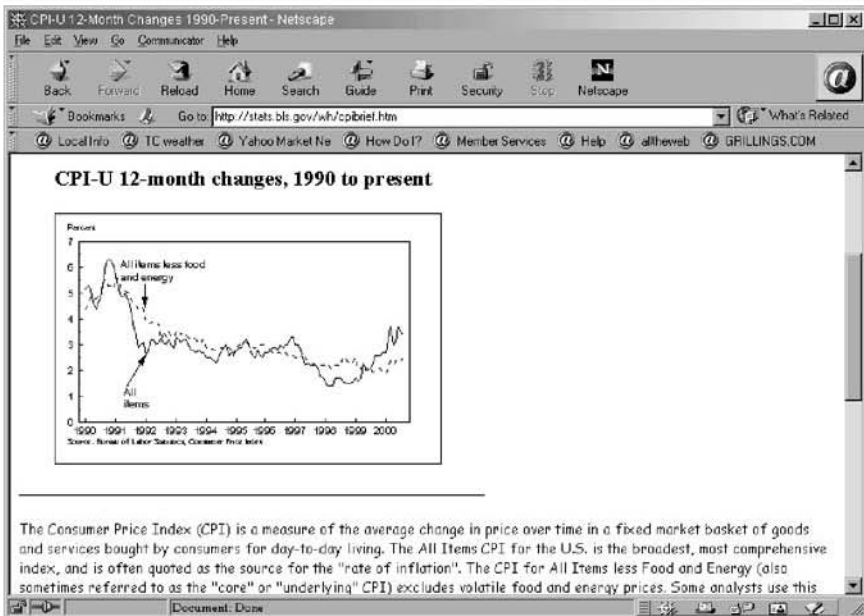 CPI-U 12-Month Changes 1990-Present - Netscape
File Edit View Go Communicator Help
Back Forward Reload Home Search Guide Print Security Stop Netscape
Bookmarks Go to: http://stats.bls.gov/wh/cpibrief.htm What's Related
Local Info TC weather Yahoo Market Ne How Do I? Member Services Help alltheweb GRILLINGS.COM
CPI-U 12-month changes, 1990 to present
Percent
7
6
All items less food
and energy
5
4
3
2
All
items
1
0
1990 1991 1992 1993 1994 1995 1996 1997 1998 1999 2000
Source: Bureau of Labor Statistics, Consumer Price Index
The Consumer Price Index (CPI) is a measure of the average change in price over time in a fixed market basket of goods
and services bought by consumers for day-to-day living. The All Items CPI for the U.S. is the broadest, most comprehensive
index, and is often quoted as the source for the "rate of inflation". The CPI for All Items less Food and Energy (also
sometimes referred to as the "core" or "underlying" CPI) excludes volatile food and energy prices. Some analysts use this
Document: Done